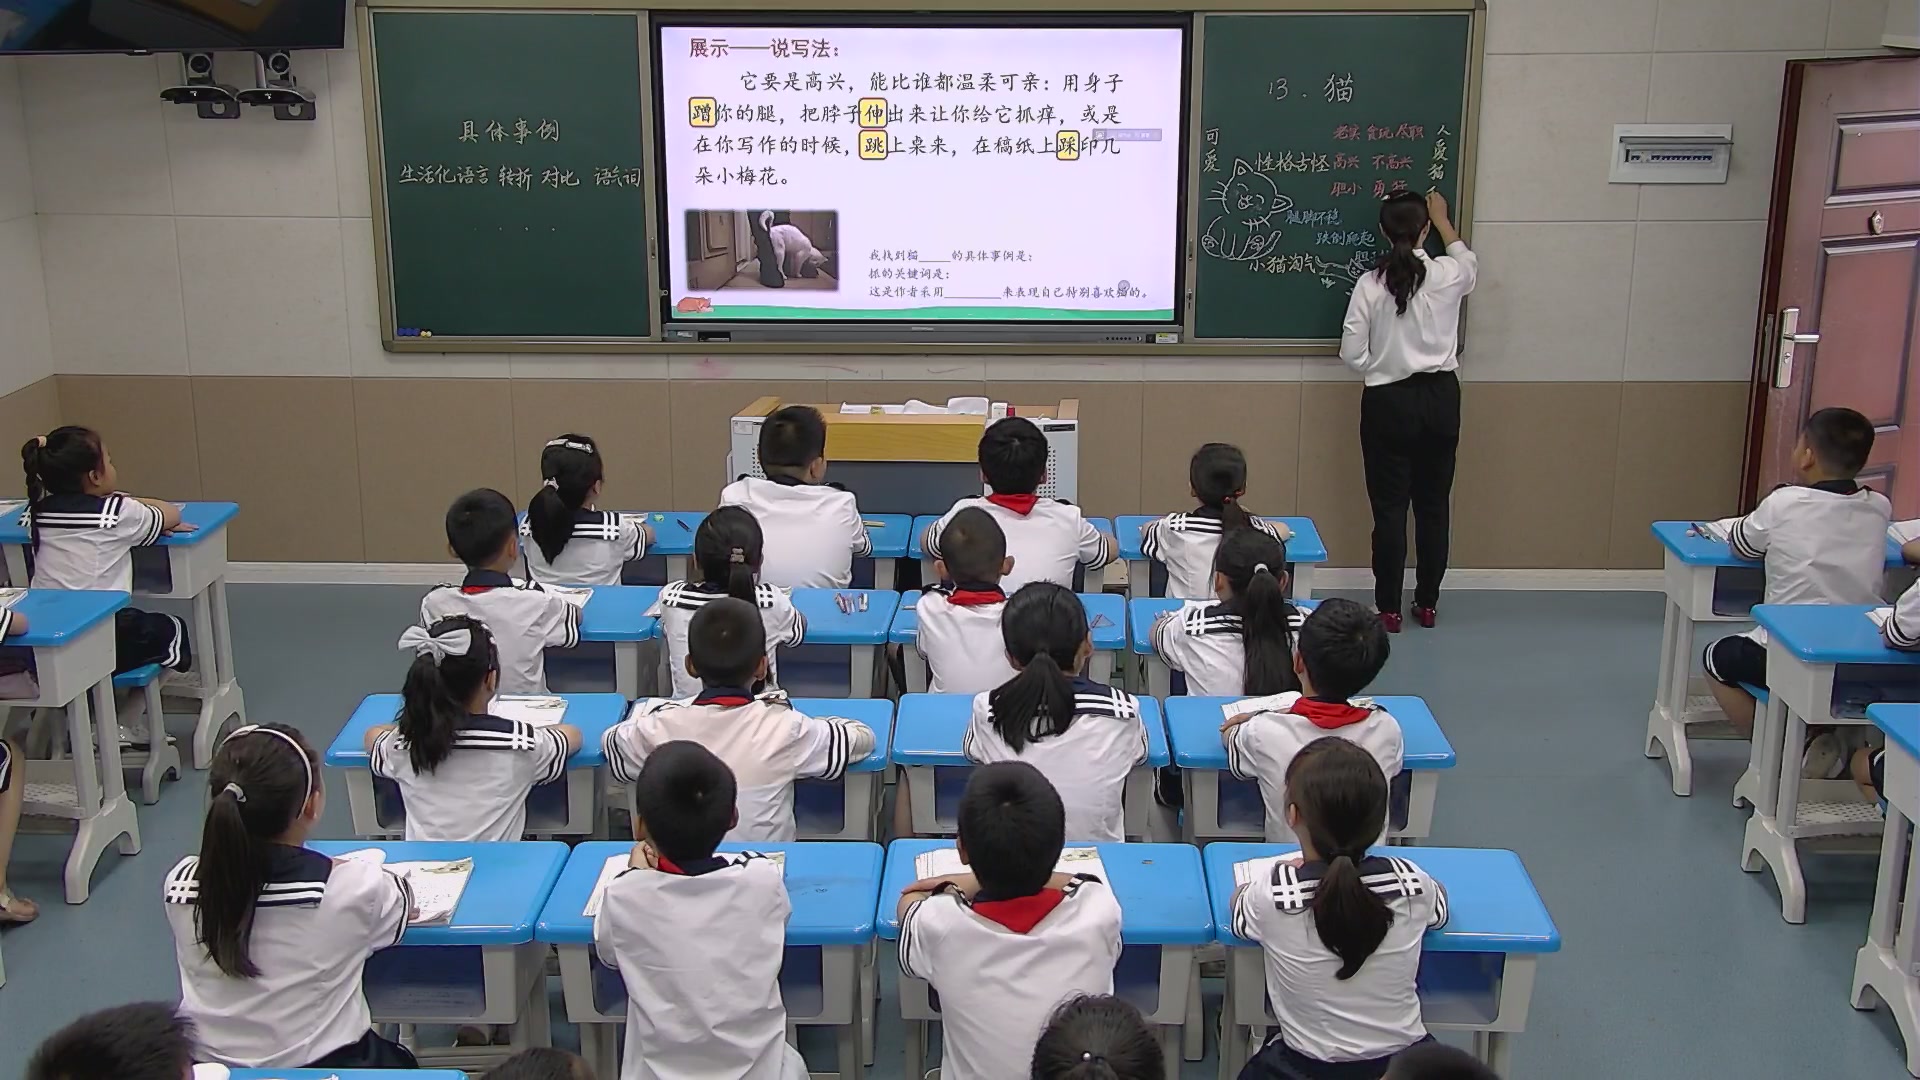 具体事例
生活化语言 转折 对比 语气词
展示——说写法：
它要是高兴，能比谁都温柔可亲：用身子
蹭你的腿，把脖子伸出来让你给它抓痒，或是
在你写作的时候，跳上桌来，在稿纸上踩印几
朵小梅花。
我找到猫_____的具体事例是：
抓的关键词是：
这是作者采用_________来表现自己特别喜欢猫的。
13．猫
可爱
老实 贪玩 尽职
性格古怪
高兴 不高兴
胆小 勇猛
腿脚不稳
跌倒爬起
小猫淘气
人爱猫